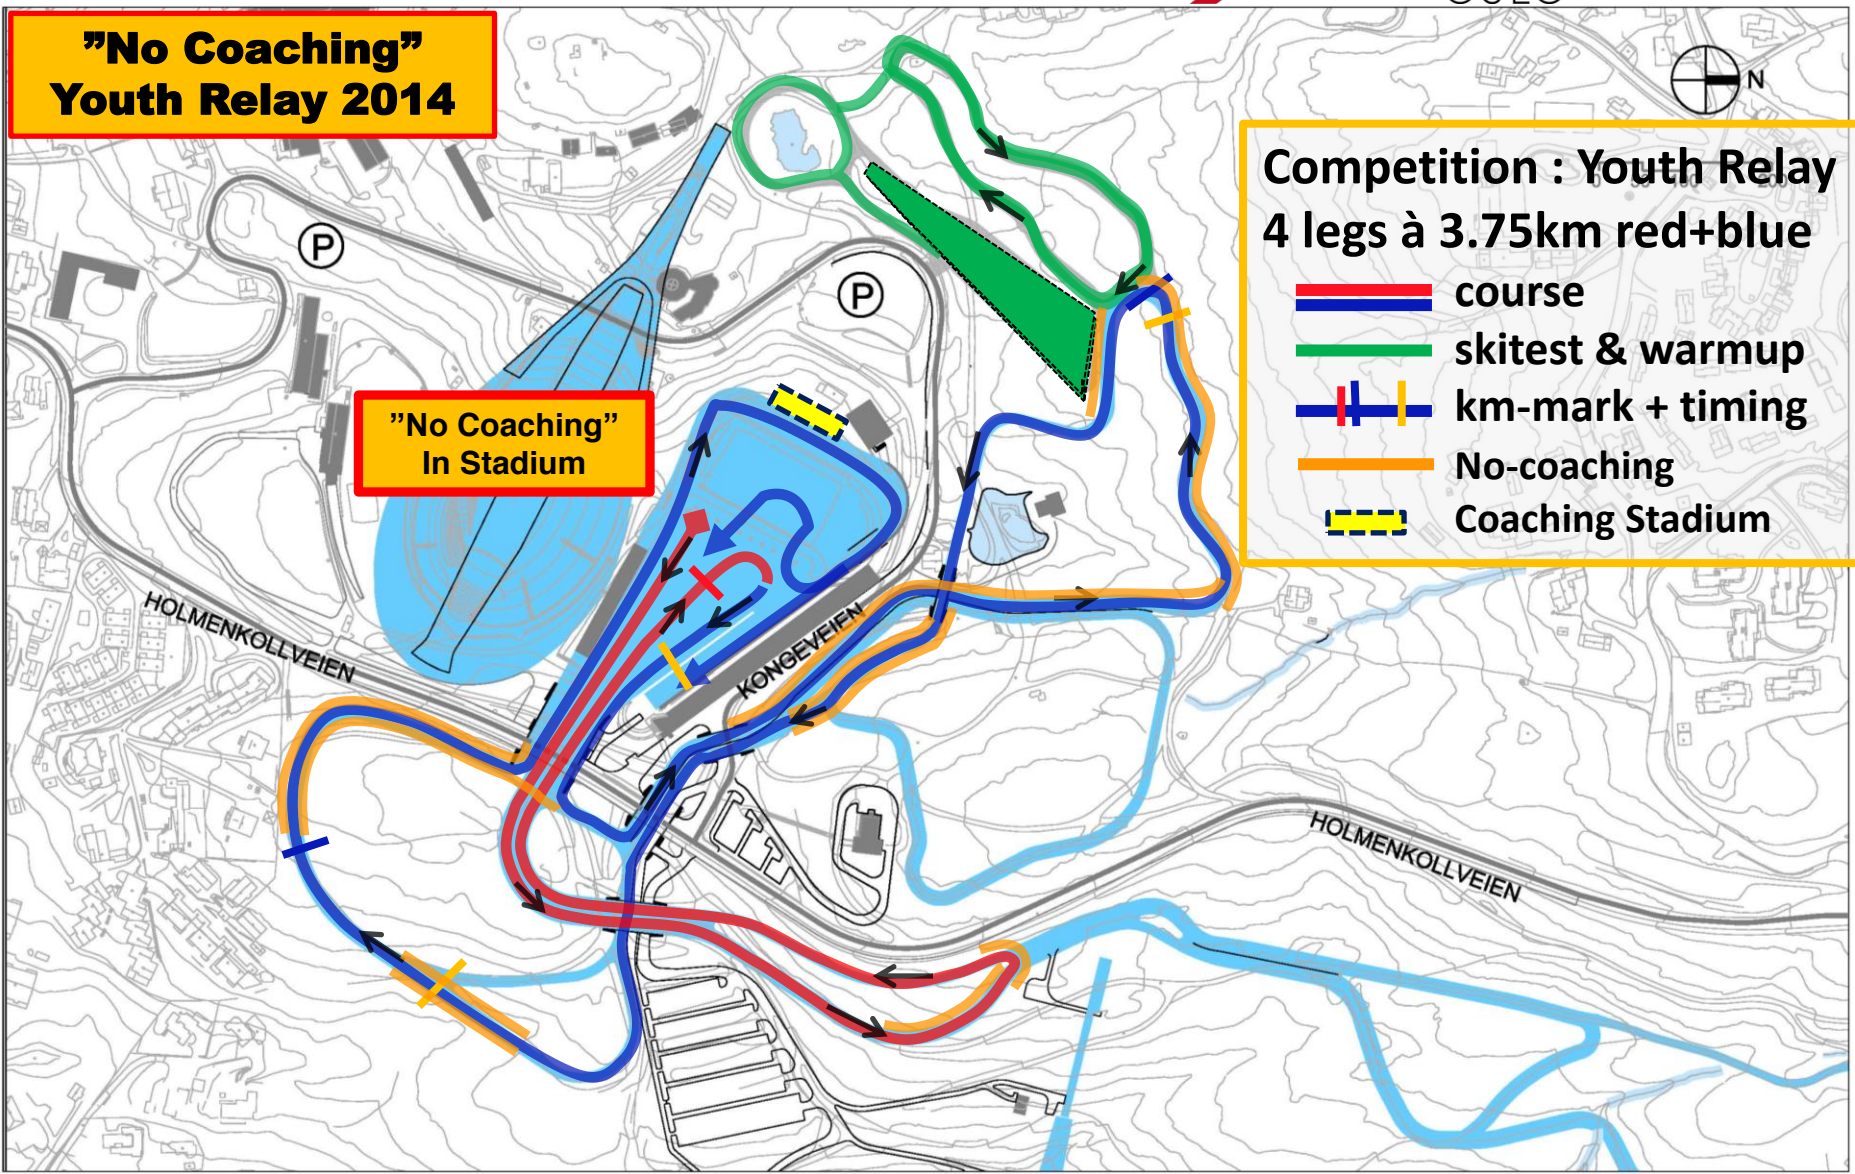 ”No Coaching”
Youth Relay 2014
N
Competition : Youth Relay
4 legs à 3.75km red+blue
course
skitest & warmup
km-mark + timing
No-coaching
Coaching Stadium
P
P
”No Coaching”
In Stadium
HOLMENKOLLVEIEN
KONGEVEIEN
HOLMENKOLLVEIEN